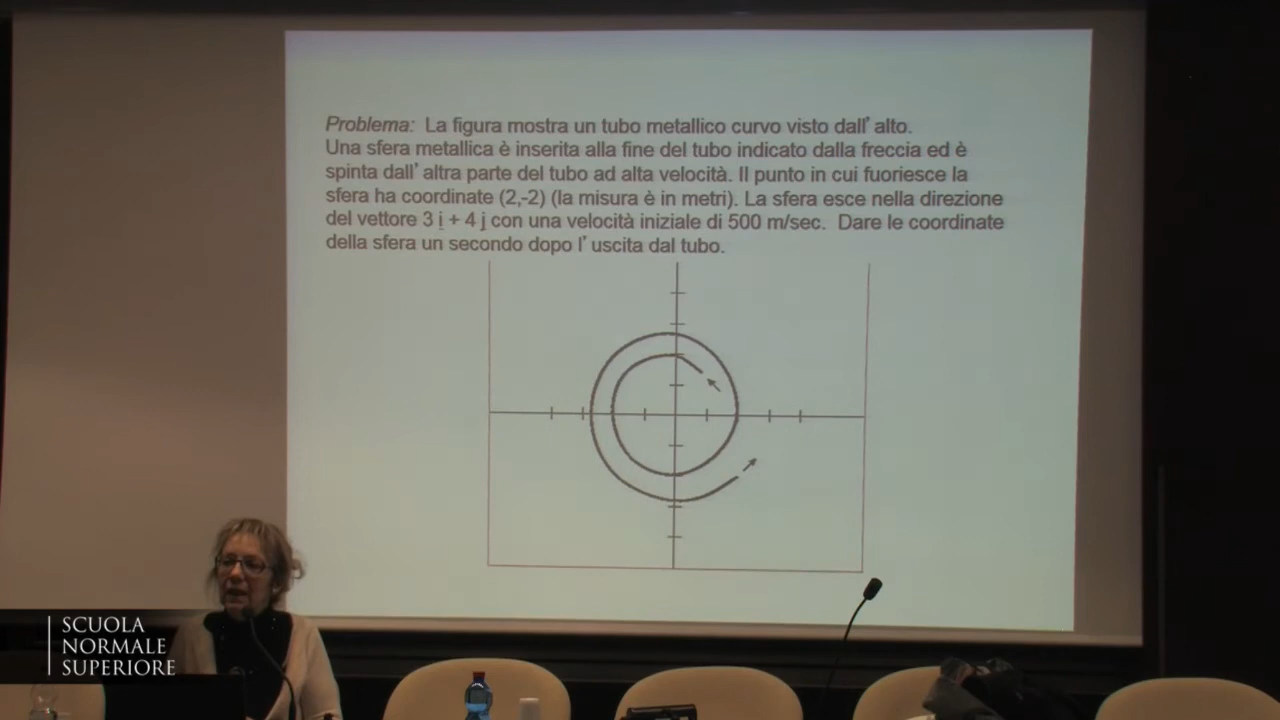 Problema: La figura mostra un tubo metallico curvo visto dall'alto.
Una sfera metallica è inserita alla fine del tubo indicato dalla freccia ed è
spinta dall'altra parte del tubo ad alta velocità. Il punto in cui fuoriesce la
sfera ha coordinate (2,-2) (la misura è in metri). La sfera esce nella direzione
del vettore 3 i + 4 j con una velocità iniziale di 500 m/sec. Dare le coordinate
della sfera un secondo dopo l'uscita dal tubo.
SCUOLA
NORMALE
SUPERIORE